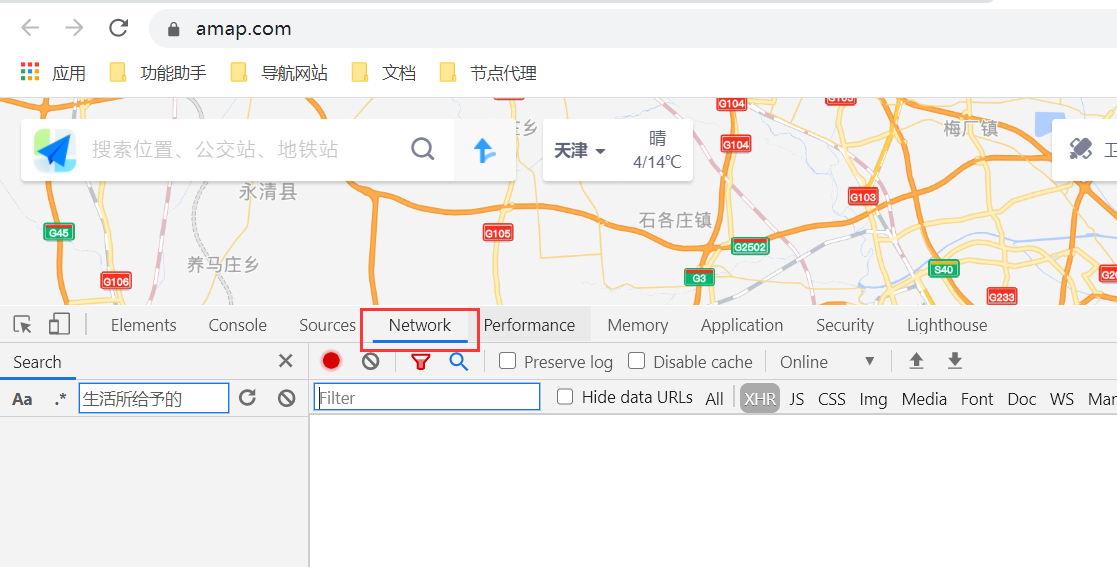 amap.com
应用 功能助手 导航网站 文档 节点代理
G104 G103
搜索位置、公交站、地铁站 庄乡 天津 晴 梅厂镇
4/14℃ G104
永清县 G103
G45 G105 石各庄镇 G2502
养马庄乡 G106 G3 S40 G233
Elements Console Sources Network Performance Memory Application Security Lighthouse
Search Preserve log Disable cache Online
Aa .* 生活所给予的 Filter Hide data URLs All XHR JS CSS Img Media Font Doc WS Man